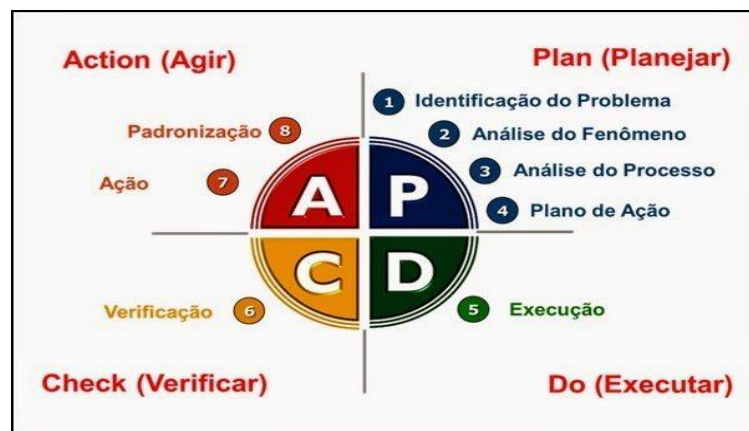 Action (Agir)
Plan (Planejar)
1 Identificação do Problema
2 Análise do Fenômeno
3 Análise do Processo
4 Plano de Ação
8 Padronização
7 Ação
A P
C D
6 Verificação
5 Execução
Check (Verificar)
Do (Executar)